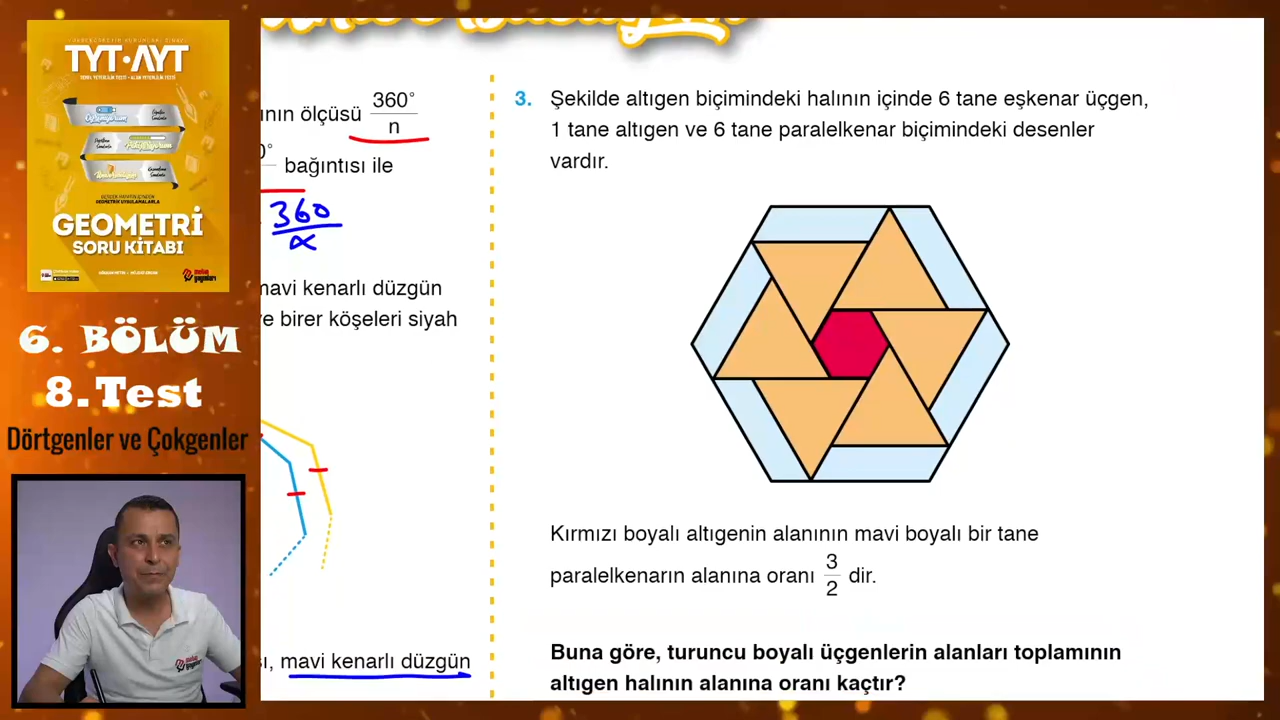 TYT•AYT
GEOMETRİ
SORU KİTABI
6. BÖLÜM
8.Test
Dörtgenler ve Çokgenler
ının ölçüsü 360°/n
bağıntısı ile
360/α
mavi kenarlı düzgün
ve birer köşeleri siyah
sı, mavi kenarlı düzgün
3. Şekilde altıgen biçimindeki halının içinde 6 tane eşkenar üçgen,
1 tane altıgen ve 6 tane paralelkenar biçimindeki desenler
vardır.
Kırmızı boyalı altıgenin alanının mavi boyalı bir tane
paralelkenarın alanına oranı 3/2 dir.
Buna göre, turuncu boyalı üçgenlerin alanları toplamının
altıgen halının alanına oranı kaçtır?